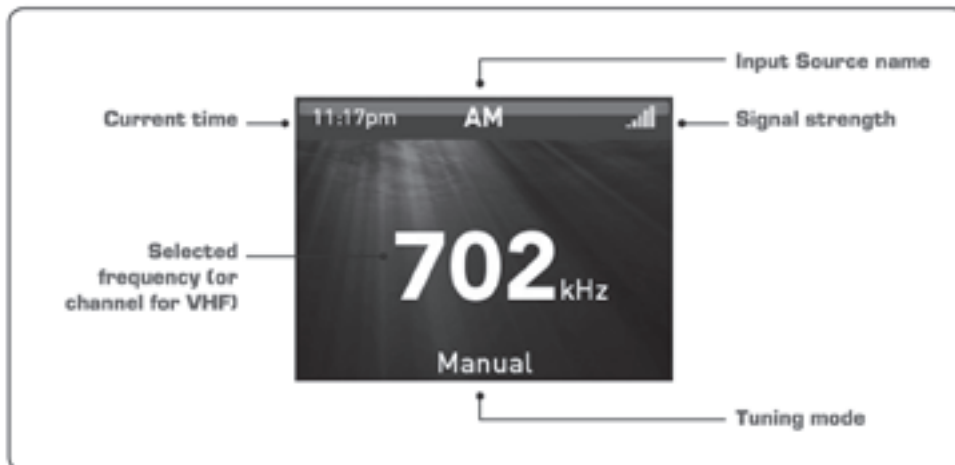 Input Source name
Current time
11:17pm
AM
Signal strength
Selected
frequency (or
channel for VHF)
702kHz
Manual
Tuning mode